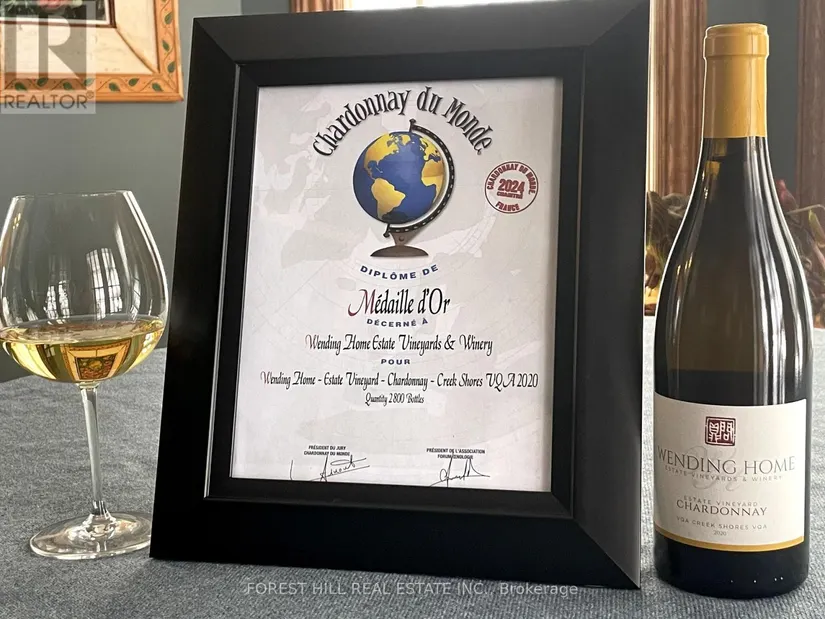 R
REALTOR®
Chardonnay du Monde
CHARDONNAY DU MONDE
2024
FRANCE
DIPLÔME DE
Médaille d'Or
DÉCERNÉ À
Wending Home Estate Vineyards & Winery
POUR
Wending Home - Estate Vineyard - Chardonnay - Creek Shores VQA 2020
Quantity 2800 Bottles
PRÉSIDENT DU JURY
CHARDONNAY DU MONDE
PRÉSIDENT DE L'ASSOCIATION
FORUM ŒNOLOGIE
WENDING HOME
ESTATE VINEYARDS & WINERY
ESTATE VINEYARD
CHARDONNAY
VQA CREEK SHORES VQA
2020
FOREST HILL REAL ESTATE INC., Brokerage